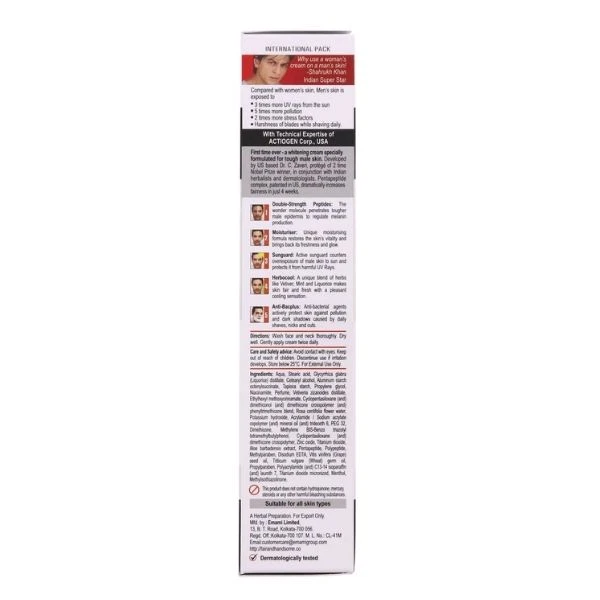 INTERNATIONAL PACK
Why use a woman's
cream on a man's skin!
-Shahrukh Khan
Indian Super Star
Compared with women's skin. Men's skin is
exposed to
• 3 times more UV rays from the sun
• 5 times more pollution
• 2 times more stress factors
• Harshness of blades while shaving daily.
With Technical Expertise of
ACTIOGEN Corp., USA
First time ever - a whitening cream specially
formulated for tough male skin. Developed
by US based Dr. C. Zaveri, protégé of 2 time
Nobel Prize winner, in conjunction with Indian
herbalists and dermatologists. Pentapeptide
complex, patented in US, dramatically increases
fairness in just 4 weeks.
Double-Strength Peptides: The
wonder molecule penetrates tougher
male epidermis to regulate melanin
production.
Moisturiser: Unique moisturising
formula restores the skin's vitality and
brings back its freshness and glow.
Sunguard: Active sunguard counters
overexposure of male skin to sun and
protects it from harmful UV Rays.
Herbocool: A unique blend of herbs
like Vetiver, Mint and Liquorice makes
skin fair and fresh with a pleasant
cooling sensation.
Anti-Bacplus: Anti-bacterial agents
actively protect skin against pollution
and dark shadows caused by daily
shaves, nicks and cuts.
Directions: Wash face and neck thoroughly. Dry
well. Gently apply cream twice daily.
Care and Safety advice: Avoid contact with eyes. Keep
out of reach of children. Discontinue use if irritation
develops. Store below 25°C. For External Use Only.
Ingredients: Aqua, Stearic acid, Glycyrrhiza glabra
(Liquorice) distillate, Cetearyl alcohol, Aluminum starch
octenylsuccinate, Tapioca starch, Propylene glycol,
Niacinamide, Perfume, Vetiveria zizanoides distillate,
Ethylhexyl methoxycinnamate, Cyclopentasiloxane (and)
dimethiconol (and) dimethicone crosspolymer (and)
phenyltrimethicone blend, Rosa centifolia flower water,
Potassium hydroxide, Acrylamide / Sodium acrylate
copolymer (and) mineral oil (and) trideceth 6, PEG 32,
Dimethicone, Methylene BIS-Benzo triazolyl
tetramethylbutylphenol, Cyclopentasiloxane (and)
dimethicone crosspolymer, Zinc oxide, Titanium dioxide,
Aloe barbadensis extract, Pentapeptide, Polypeptide,
Methylparaben, Disodium EDTA, Vitis vinifera (Grape)
seed oil, Triticum vulgare (Wheat) germ oil,
Propylparaben, Polyacrylamide (and) C13-14 isoparaffin
(and) laureth 7, Titanium dioxide micronized, Menthol,
Methylisothiazolinone.
This product does not contain hydroquinone, mercury,
steroids or any other harmful bleaching substances.
Suitable for all skin types
A Herbal Preparation. For Export Only.
Mfd. by : Emami Limited.
13, B. T. Road, Kolkata-700 056.
Regd. Off. Kolkata-700 107. M. L. No.: CL-41M
Email:customercare@emamigroup.com
http://fairandhandsome.co
Dermatologically tested